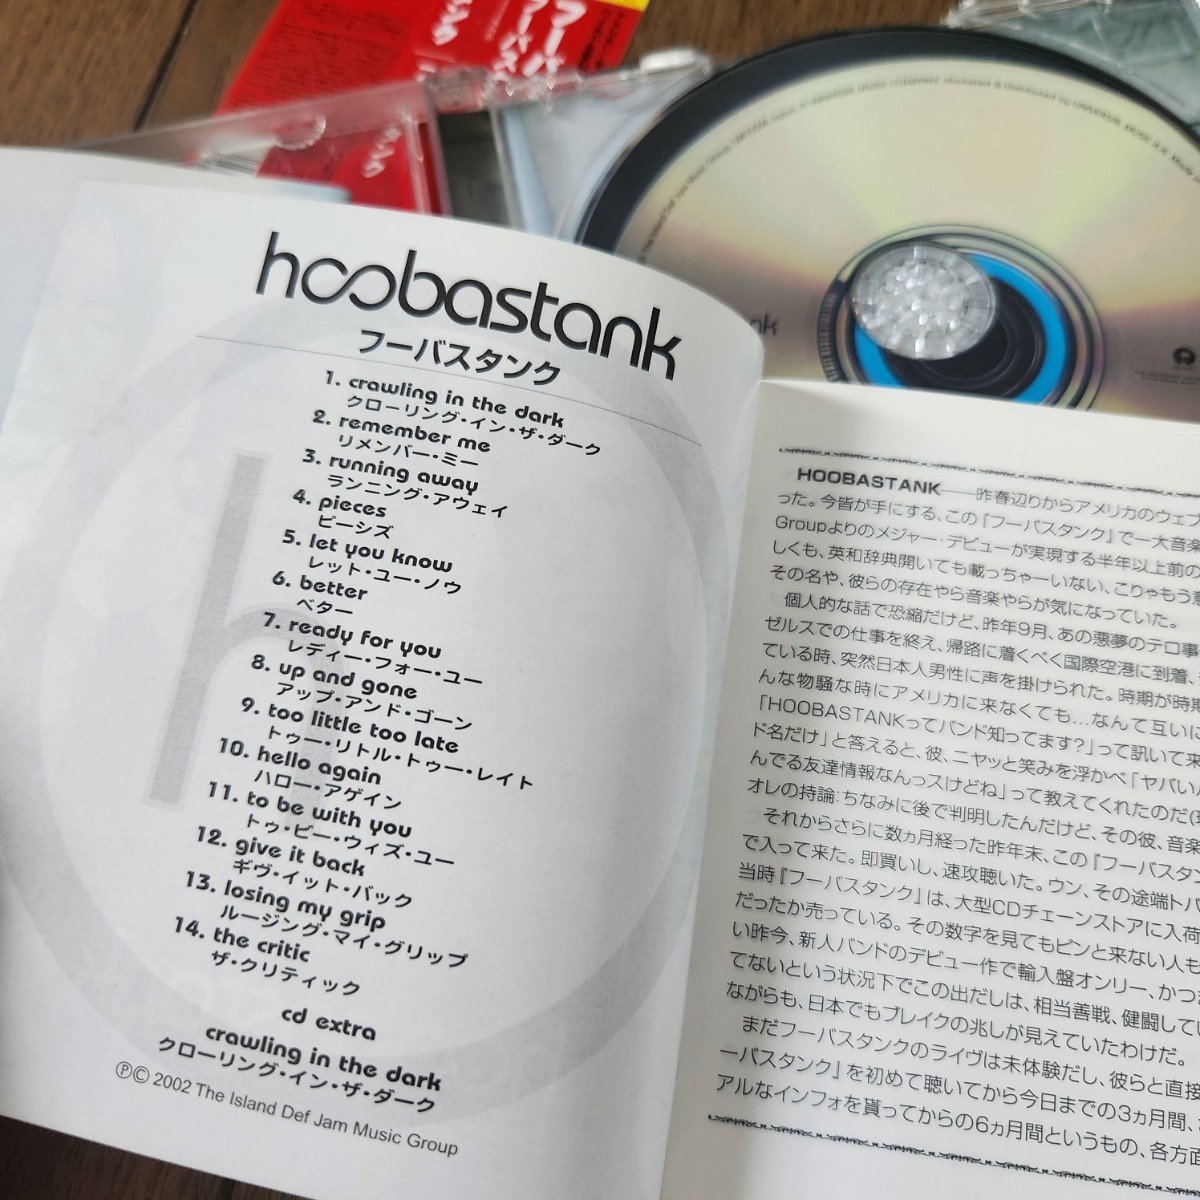 hoobastank
フーバスタンク
1. crawling in the dark
クローリング・イン・ザ・ダーク
2. remember me
リメンバー・ミー
3. running away
ランニング・アウェイ
4. pieces
ピーシズ
5. let you know
レット・ユー・ノウ
6. better
ベター
7. ready for you
レディー・フォー・ユー
8. up and gone
アップ・アンド・ゴーン
9. too little too late
トゥー・リトル・トゥー・レイト
10. hello again
ハロー・アゲイン
11. to be with you
トゥ・ビー・ウィズ・ユー
12. give it back
ギヴ・イット・バック
13. losing my grip
ルージング・マイ・グリップ
14. the critic
ザ・クリティック
cd extra
crawling in the dark
クローリング・イン・ザ・ダーク
Ⓟ© 2002 The Island Def Jam Music Group
HOOBASTANK——昨春辺りからアメリカのウェブ
った。今皆が手にする、この『フーバスタンク』で一大音楽
Groupよりのメジャー・デビューが実現する半年以上前の
しくも、英和辞典開いても載っちゃーいない、こりゃもう
その名や、彼らの存在やら音楽やらが気になっていた。
個人的な話で恐縮だけど、昨年9月、あの悪夢のテロ事
ゼルスでの仕事を終え、帰路に着くべく国際空港に到着、
ている時、突然日本人男性に声を掛けられた。時期が時期
んな物騒な時にアメリカに来なくても…なんて互いに
「HOOBASTANKってバンド知ってます?」って訊いて来
ド名だけ」と答えると、彼、ニヤッと笑みを浮かべ「ヤバい
んでる友達情報なんっスけどね」って教えてくれたのだ
オレの持論:ちなみに後で判明したんだけど、その彼、音楽
それからさらに数ヵ月経った昨年末、この『フーバスタン
で入って来た。即買いし、速攻聴いた。ウン、その途端トバ
当時『フーバスタンク』は、大型CDチェーンストアに入荷
だったか売っている。その数字を見てもピンと来ない人も
い昨今、新人バンドのデビュー作で輸入盤オンリー、かつ
てないという状況下でこの出だしは、相当善戦、健闘して
ながらも、日本でもブレイクの兆しが見えていたわけだ。
まだフーバスタンクのライヴは未体験だし、彼らと直接
ーバスタンク』を初めて聴いてから今日までの3ヵ月間、
アルなインフォを貰ってからの6ヵ月間というもの、各方面